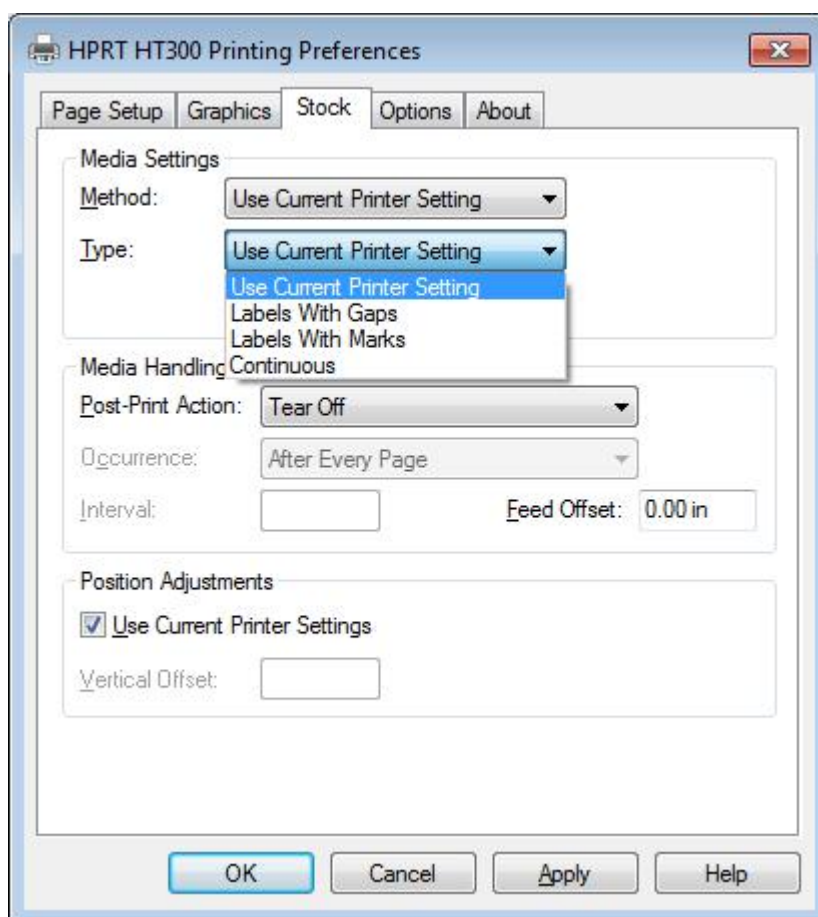 HPRT HT300 Printing Preferences
Page Setup Graphics Stock Options About
Media Settings
Method: Use Current Printer Setting
Type: Use Current Printer Setting
Use Current Printer Setting
Labels With Gaps
Labels With Marks
Continuous
Media Handling
Post-Print Action: Tear Off
Occurrence: After Every Page
Interval: Feed Offset: 0.00 in
Position Adjustments
Use Current Printer Settings
Vertical Offset:
OK Cancel Apply Help